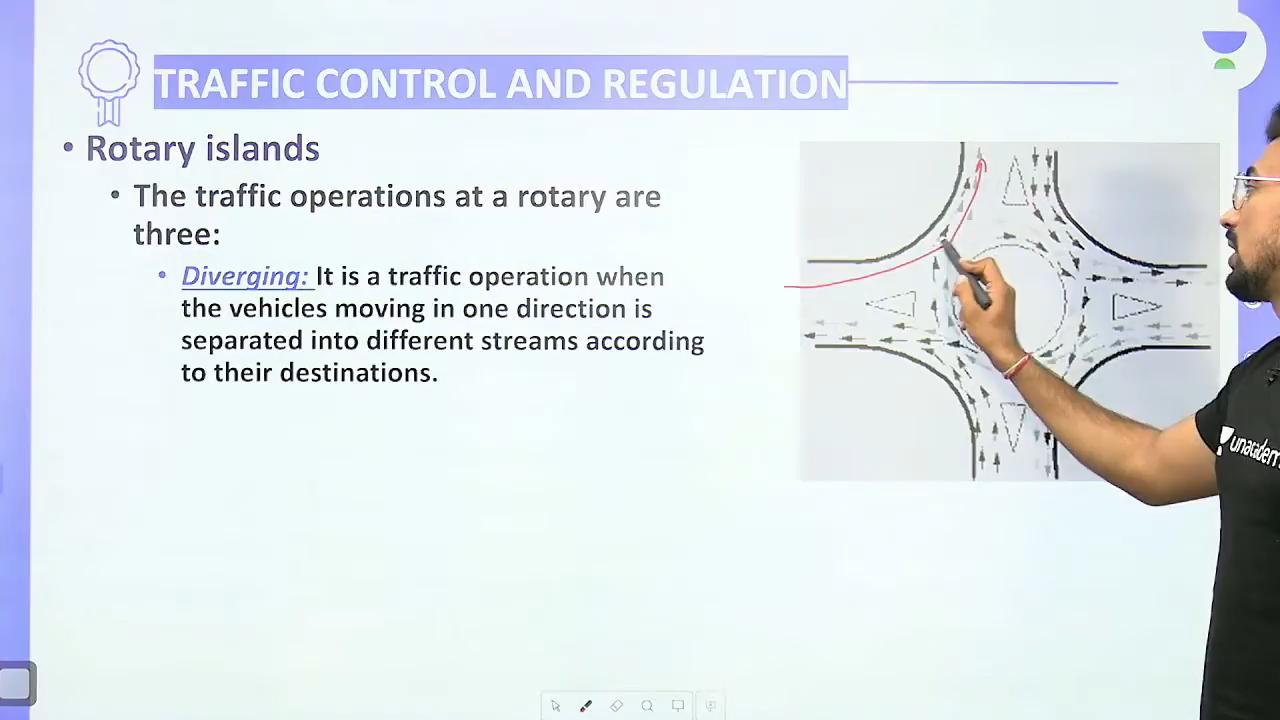 TRAFFIC CONTROL AND REGULATION
• Rotary islands
• The traffic operations at a rotary are
three:
• Diverging: It is a traffic operation when
the vehicles moving in one direction is
separated into different streams according
to their destinations.
unacadem